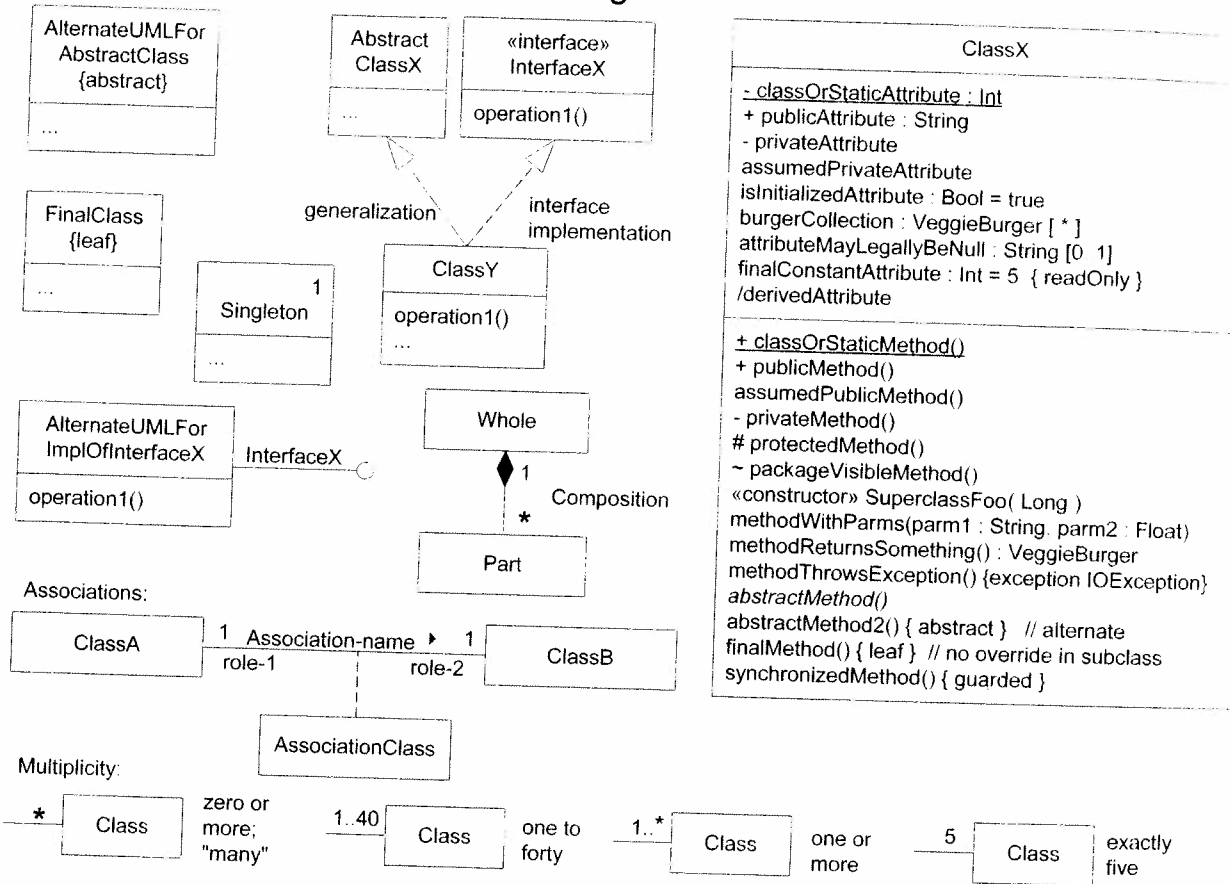 AlternateUMLFor
AbstractClass
{abstract}
...
Abstract
ClassX
...
«interface»
InterfaceX
operation1()
FinalClass
{leaf}
...
generalization
interface
implementation
1
Singleton
...
ClassY
operation1()
...
AlternateUMLFor
ImplOfInterfaceX
operation1()
InterfaceX
Whole
1
Composition
*
Part
Associations:
ClassA
1 Association-name 1
role-1 role-2
ClassB
AssociationClass
ClassX
- classOrStaticAttribute : Int
+ publicAttribute : String
- privateAttribute
assumedPrivateAttribute
isInitializedAttribute : Bool = true
burgerCollection : VeggieBurger [ * ]
attributeMayLegallyBeNull : String [0 1]
finalConstantAttribute : Int = 5 { readOnly }
/derivedAttribute
+ classOrStaticMethod()
+ publicMethod()
assumedPublicMethod()
- privateMethod()
# protectedMethod()
~ packageVisibleMethod()
«constructor» SuperclassFoo( Long )
methodWithParms(parm1 : String, parm2 : Float)
methodReturnsSomething() : VeggieBurger
methodThrowsException() {exception IOException}
abstractMethod()
abstractMethod2() { abstract } // alternate
finalMethod() { leaf } // no override in subclass
synchronizedMethod() { guarded }
Multiplicity:
*
Class
zero or
more;
"many"
1..40
Class
one to
forty
1..*
Class
one or
more
5
Class
exactly
five